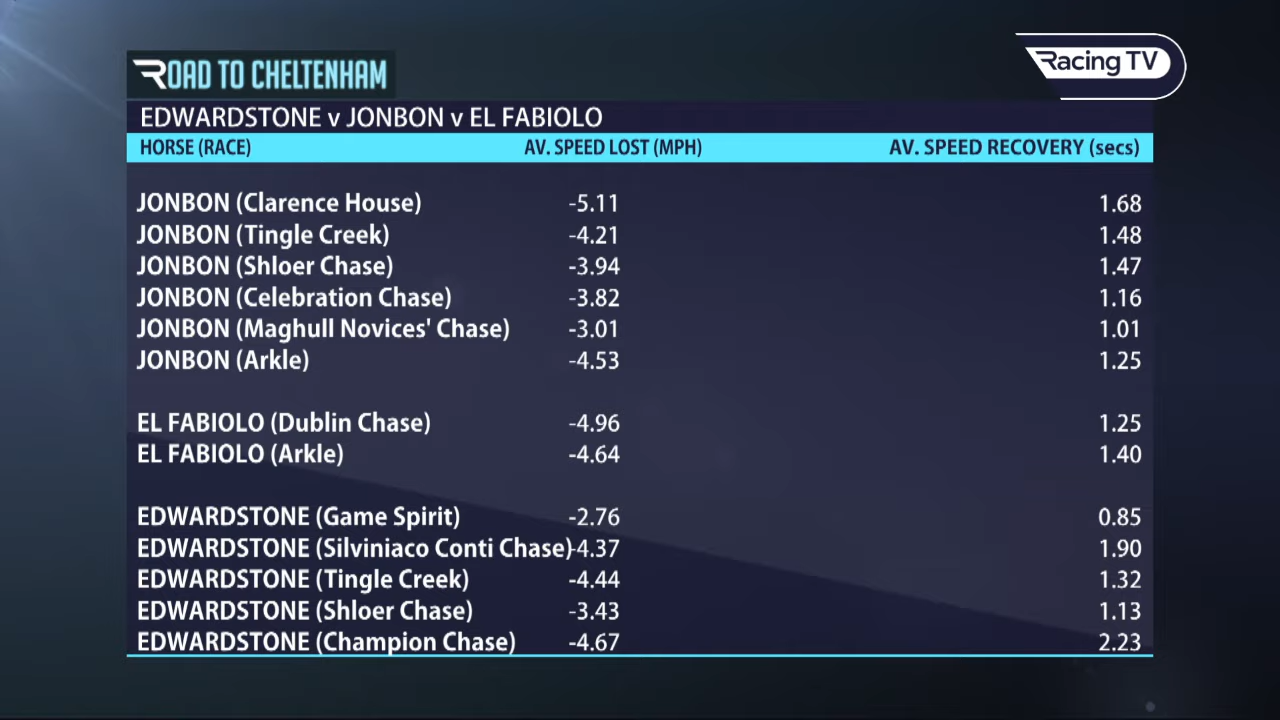 ROAD TO CHELTENHAM
Racing TV
EDWARDSTONE v JONBON v EL FABIOLO
HORSE (RACE) AV. SPEED LOST (MPH) AV. SPEED RECOVERY (secs)
JONBON (Clarence House) -5.11 1.68
JONBON (Tingle Creek) -4.21 1.48
JONBON (Shloer Chase) -3.94 1.47
JONBON (Celebration Chase) -3.82 1.16
JONBON (Maghull Novices' Chase) -3.01 1.01
JONBON (Arkle) -4.53 1.25
EL FABIOLO (Dublin Chase) -4.96 1.25
EL FABIOLO (Arkle) -4.64 1.40
EDWARDSTONE (Game Spirit) -2.76 0.85
EDWARDSTONE (Silviniaco Conti Chase) -4.37 1.90
EDWARDSTONE (Tingle Creek) -4.44 1.32
EDWARDSTONE (Shloer Chase) -3.43 1.13
EDWARDSTONE (Champion Chase) -4.67 2.23